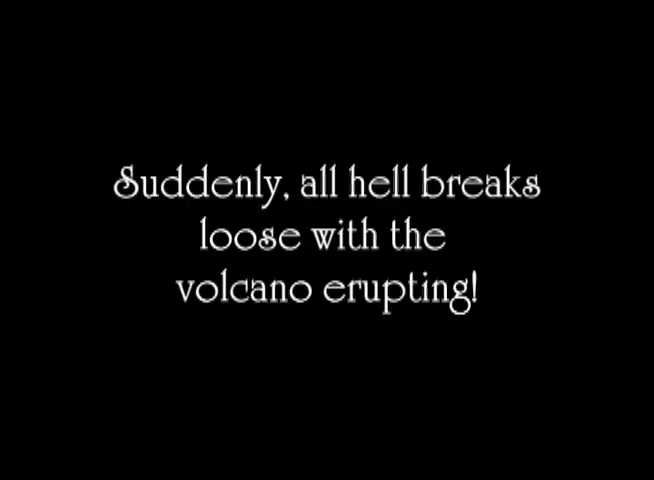 Suddenly, all hell breaks
loose with the
volcano erupting!